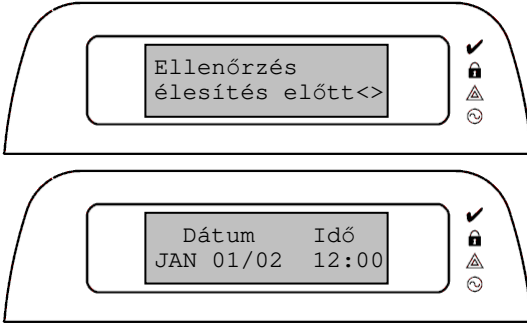 Ellenőrzés
élesítés előtt<>
Dátum Idő
JAN 01/02 12:00